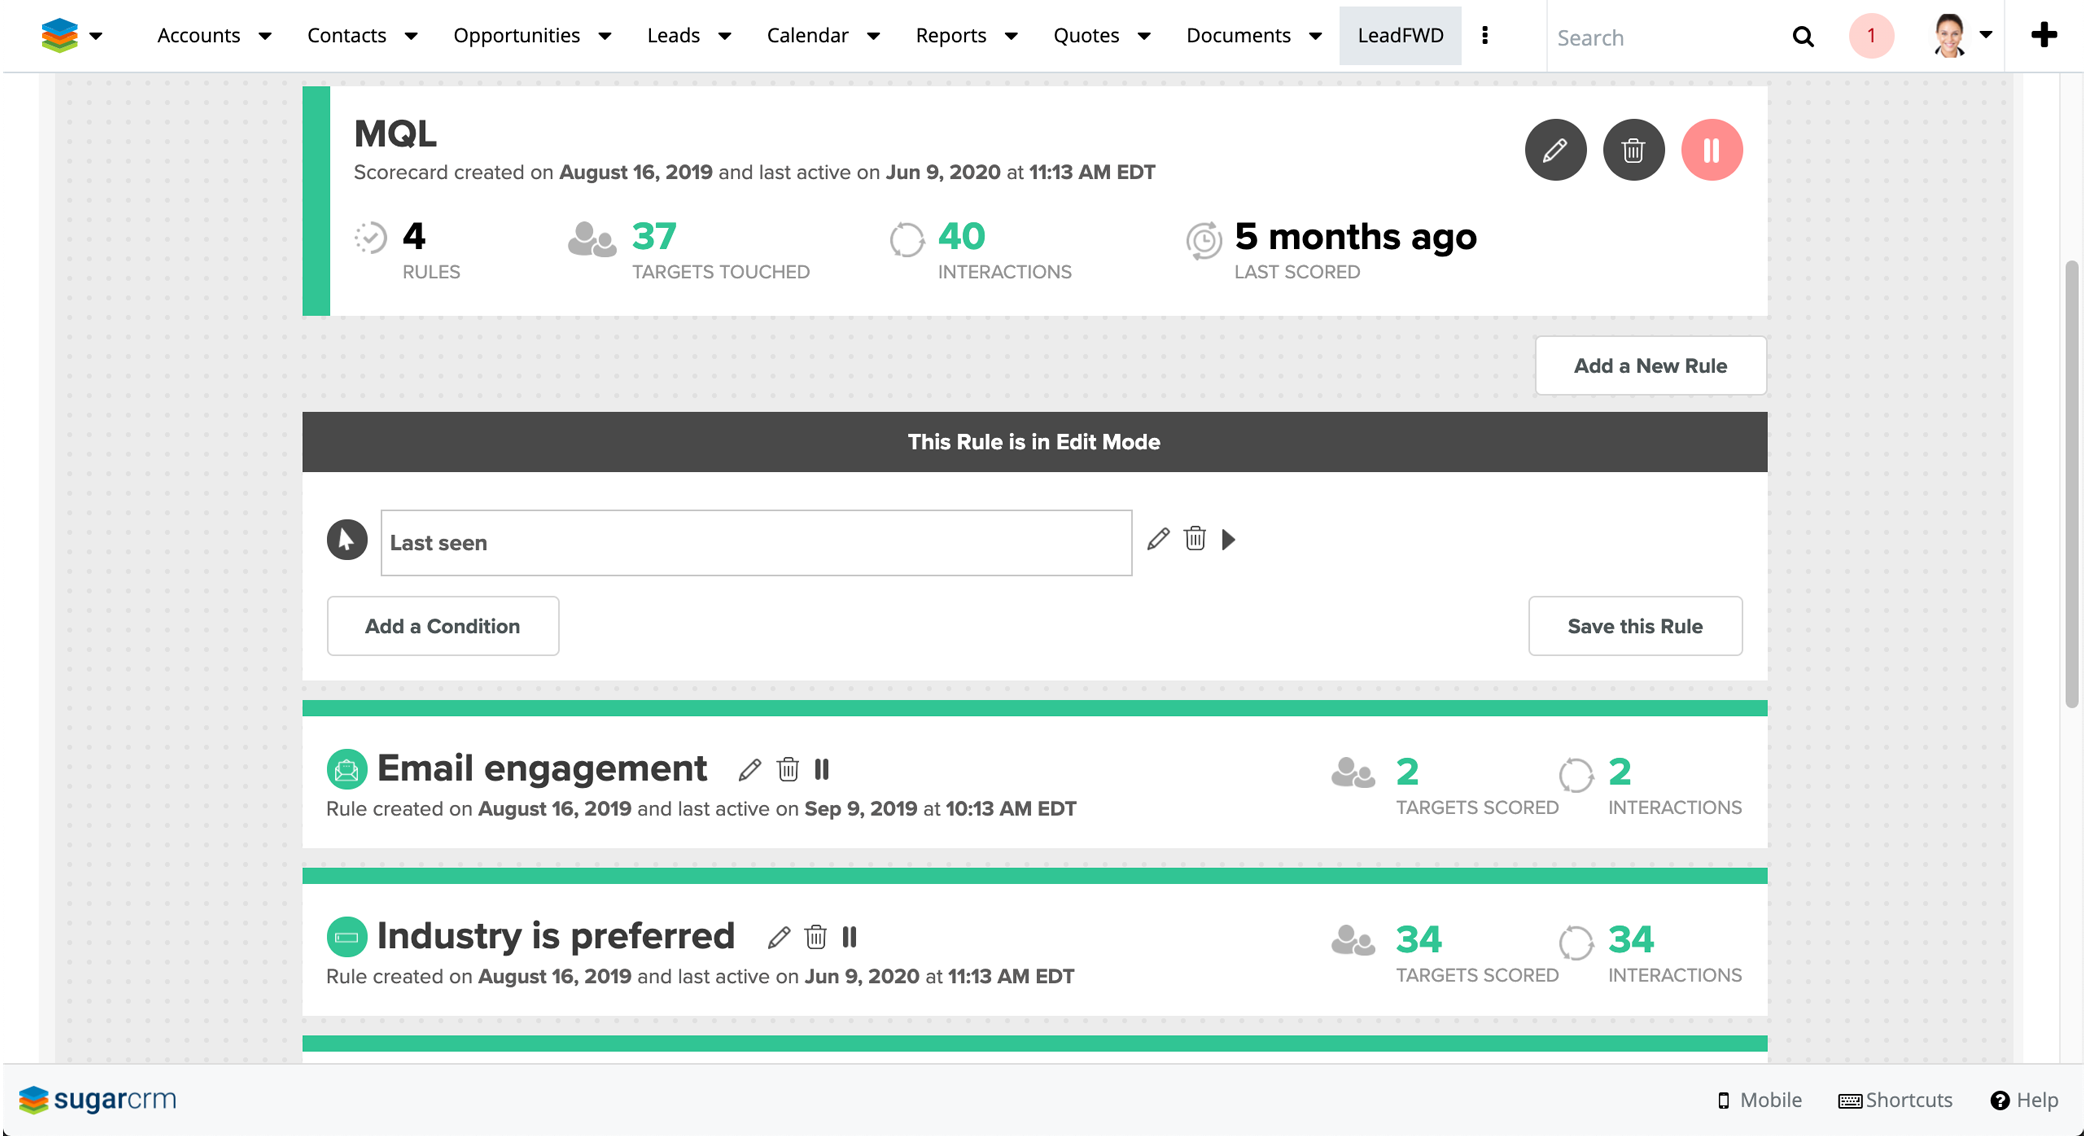 Accounts Contacts Opportunities Leads Calendar Reports Quotes Documents LeadFWD Search 1
MQL
Scorecard created on August 16, 2019 and last active on Jun 9, 2020 at 11:13 AM EDT
4 37 40 5 months ago
RULES TARGETS TOUCHED INTERACTIONS LAST SCORED
Add a New Rule
This Rule is in Edit Mode
Last seen
Add a Condition Save this Rule
Email engagement 2 2
Rule created on August 16, 2019 and last active on Sep 9, 2019 at 10:13 AM EDT TARGETS SCORED INTERACTIONS
Industry is preferred 34 34
Rule created on August 16, 2019 and last active on Jun 9, 2020 at 11:13 AM EDT TARGETS SCORED INTERACTIONS
sugarcrm Mobile Shortcuts Help